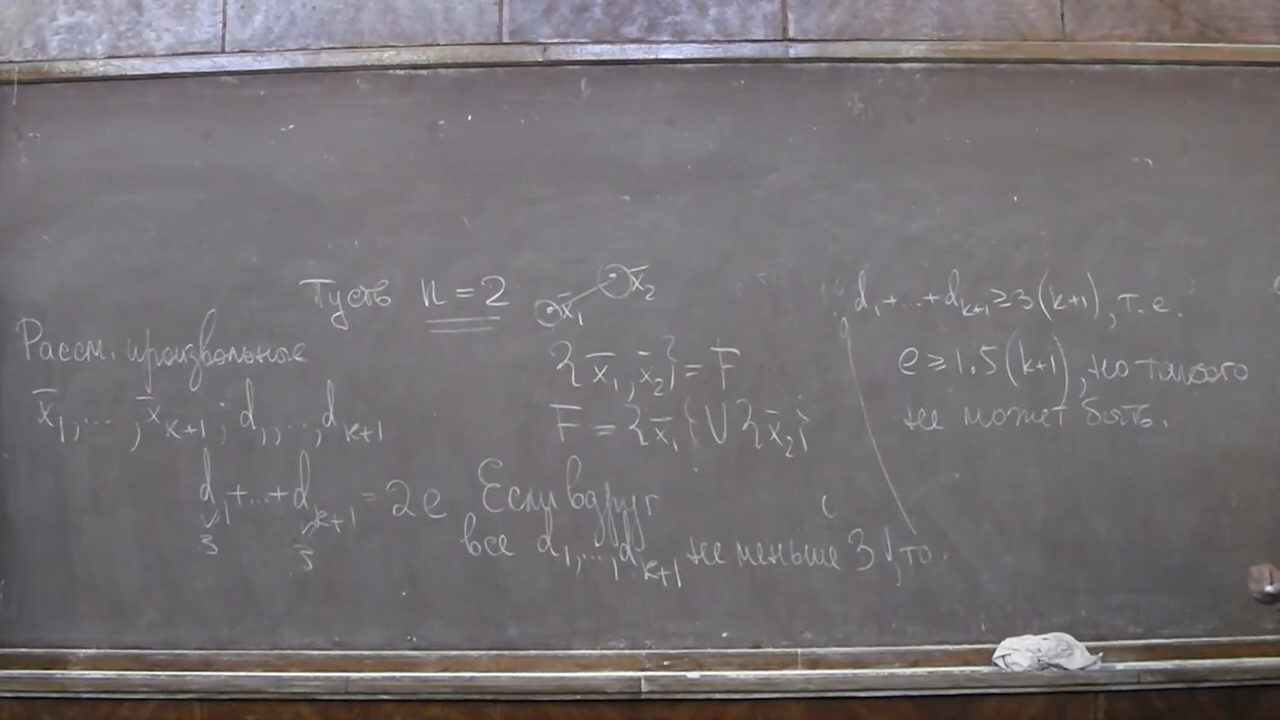 Пусть n = 2
x̄₁ x̄₂
Рассм. произвольные
x̄₁, ..., x̄ₖ₊₁; d₁, ..., dₖ₊₁
{x̄₁, x̄₂} = F
F = {x̄₁} ∪ {x̄₂}
d₁ + ... + dₖ₊₁ = 2e Если вдруг
3 3
все d₁, ..., dₖ₊₁ не меньше 3, то
d₁ + ... + dₖ₊₁ ≥ 3(k+1), т.е.
e ≥ 1.5(k+1), но такого
не может быть.